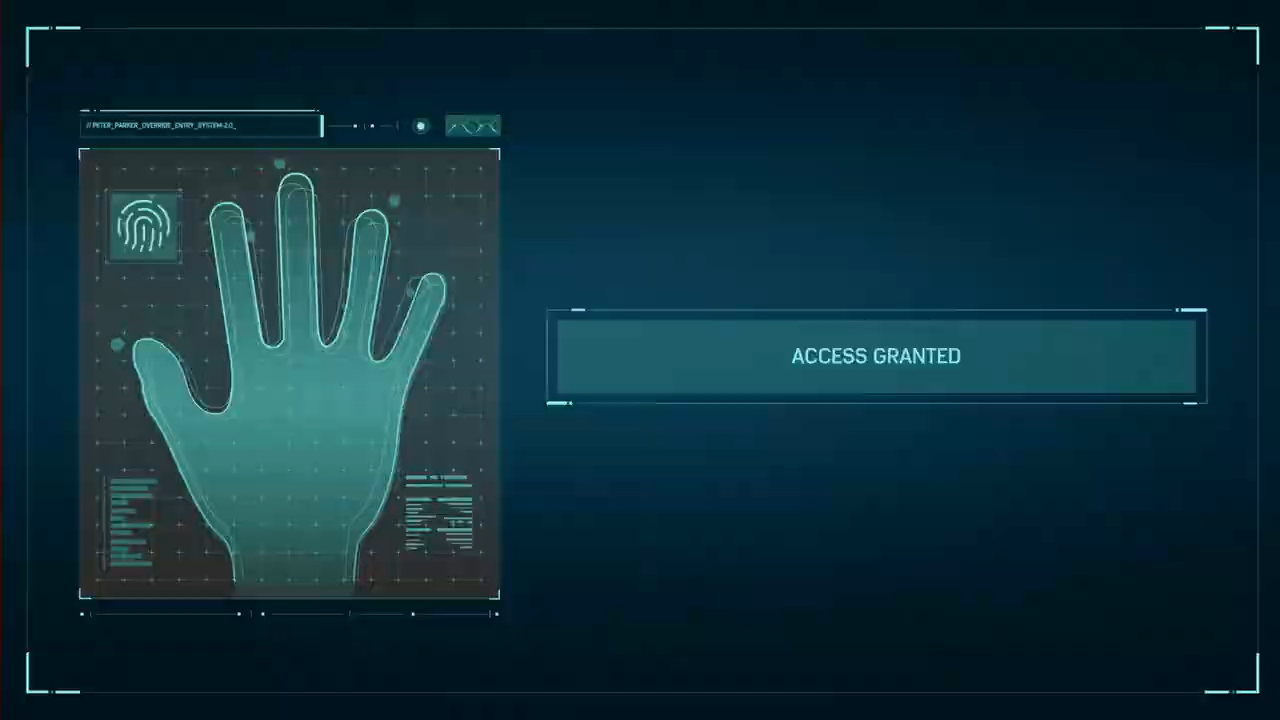 // PETER_PARKER_OVERRIDE_ENTRY_SYSTEM-2.0_
ACCESS GRANTED